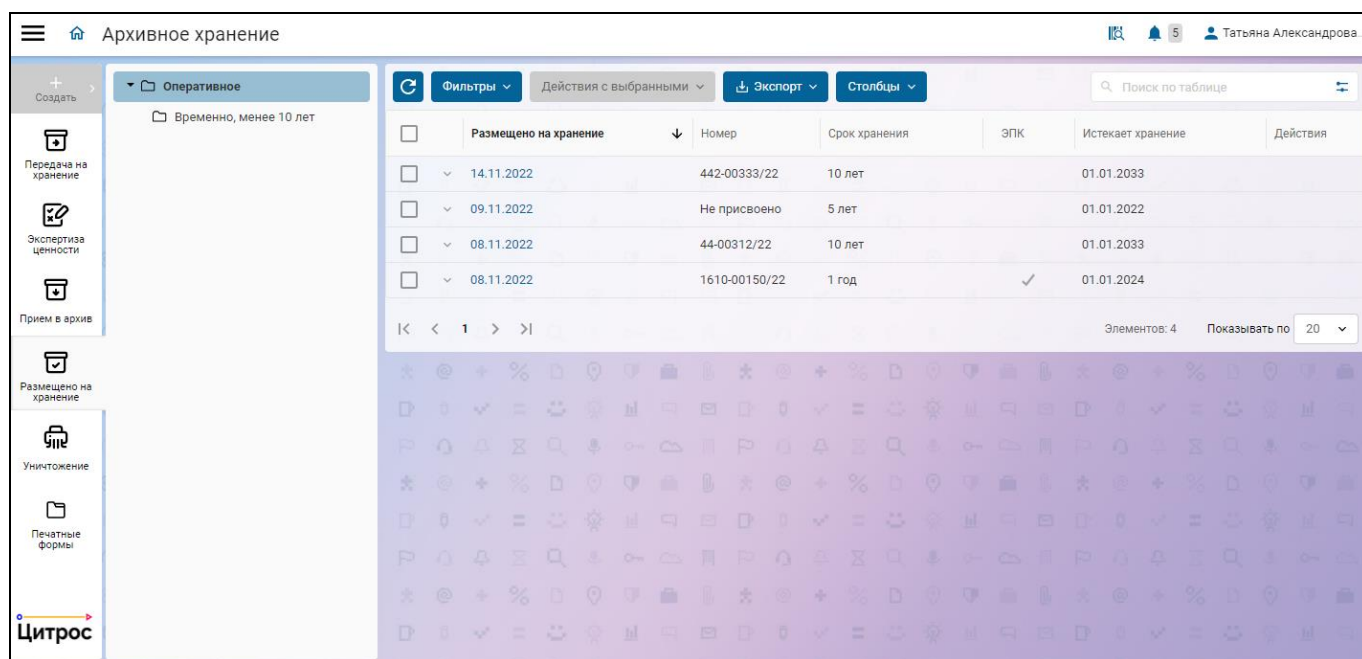 Архивное хранение
5
Татьяна Александрова.
Создать
Передача на
хранение
Экспертиза
ценности
Прием в архив
Размещено на
хранение
Уничтожение
Печатные
формы
Цитрос
Оперативное
Временно, менее 10 лет
Фильтры
Действия с выбранными
Экспорт
Столбцы
Поиск по таблице
Размещено на хранение Номер Срок хранения ЭПК Истекает хранение Действия
14.11.2022 442-00333/22 10 лет 01.01.2033
09.11.2022 Не присвоено 5 лет 01.01.2022
08.11.2022 44-00312/22 10 лет 01.01.2033
08.11.2022 1610-00150/22 1 год 01.01.2024
1
Элементов: 4 Показывать по 20